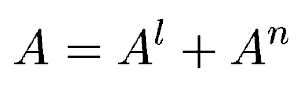 A = A^l + A^n